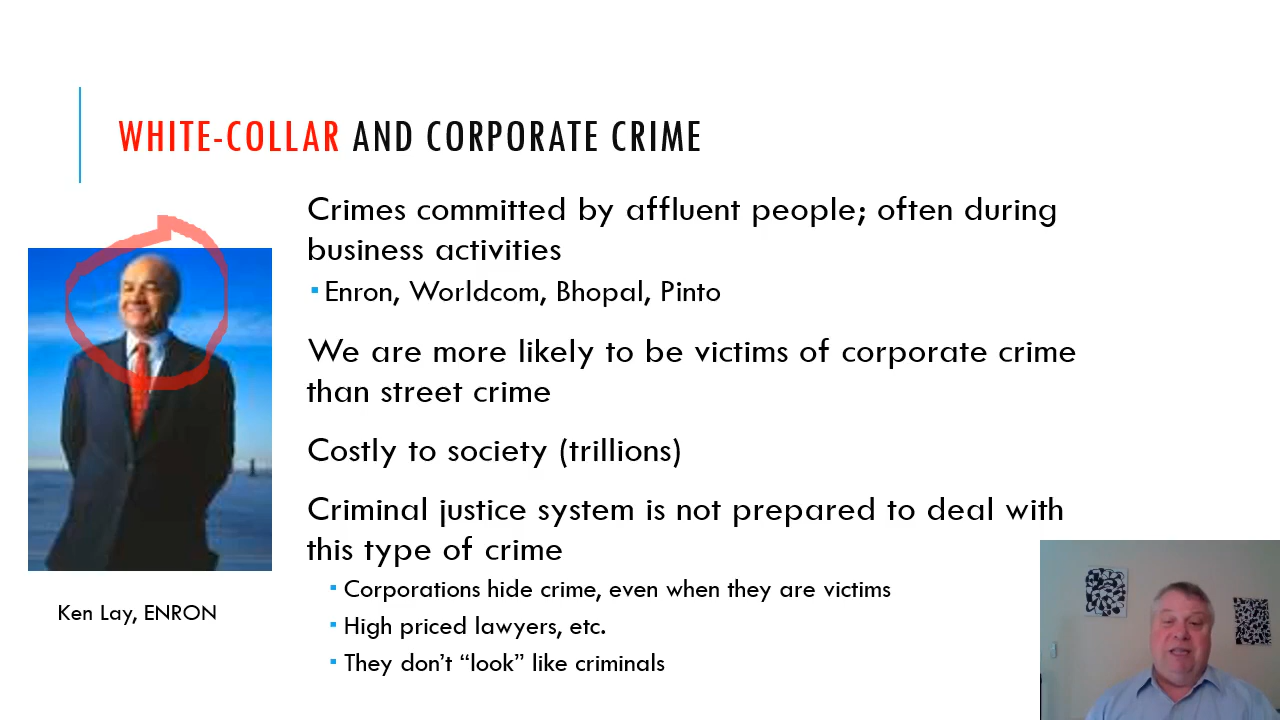 WHITE-COLLAR AND CORPORATE CRIME
Crimes committed by affluent people; often during
business activities
▪ Enron, Worldcom, Bhopal, Pinto
We are more likely to be victims of corporate crime
than street crime
Costly to society (trillions)
Criminal justice system is not prepared to deal with
this type of crime
▪ Corporations hide crime, even when they are victims
▪ High priced lawyers, etc.
▪ They don’t “look” like criminals
Ken Lay, ENRON